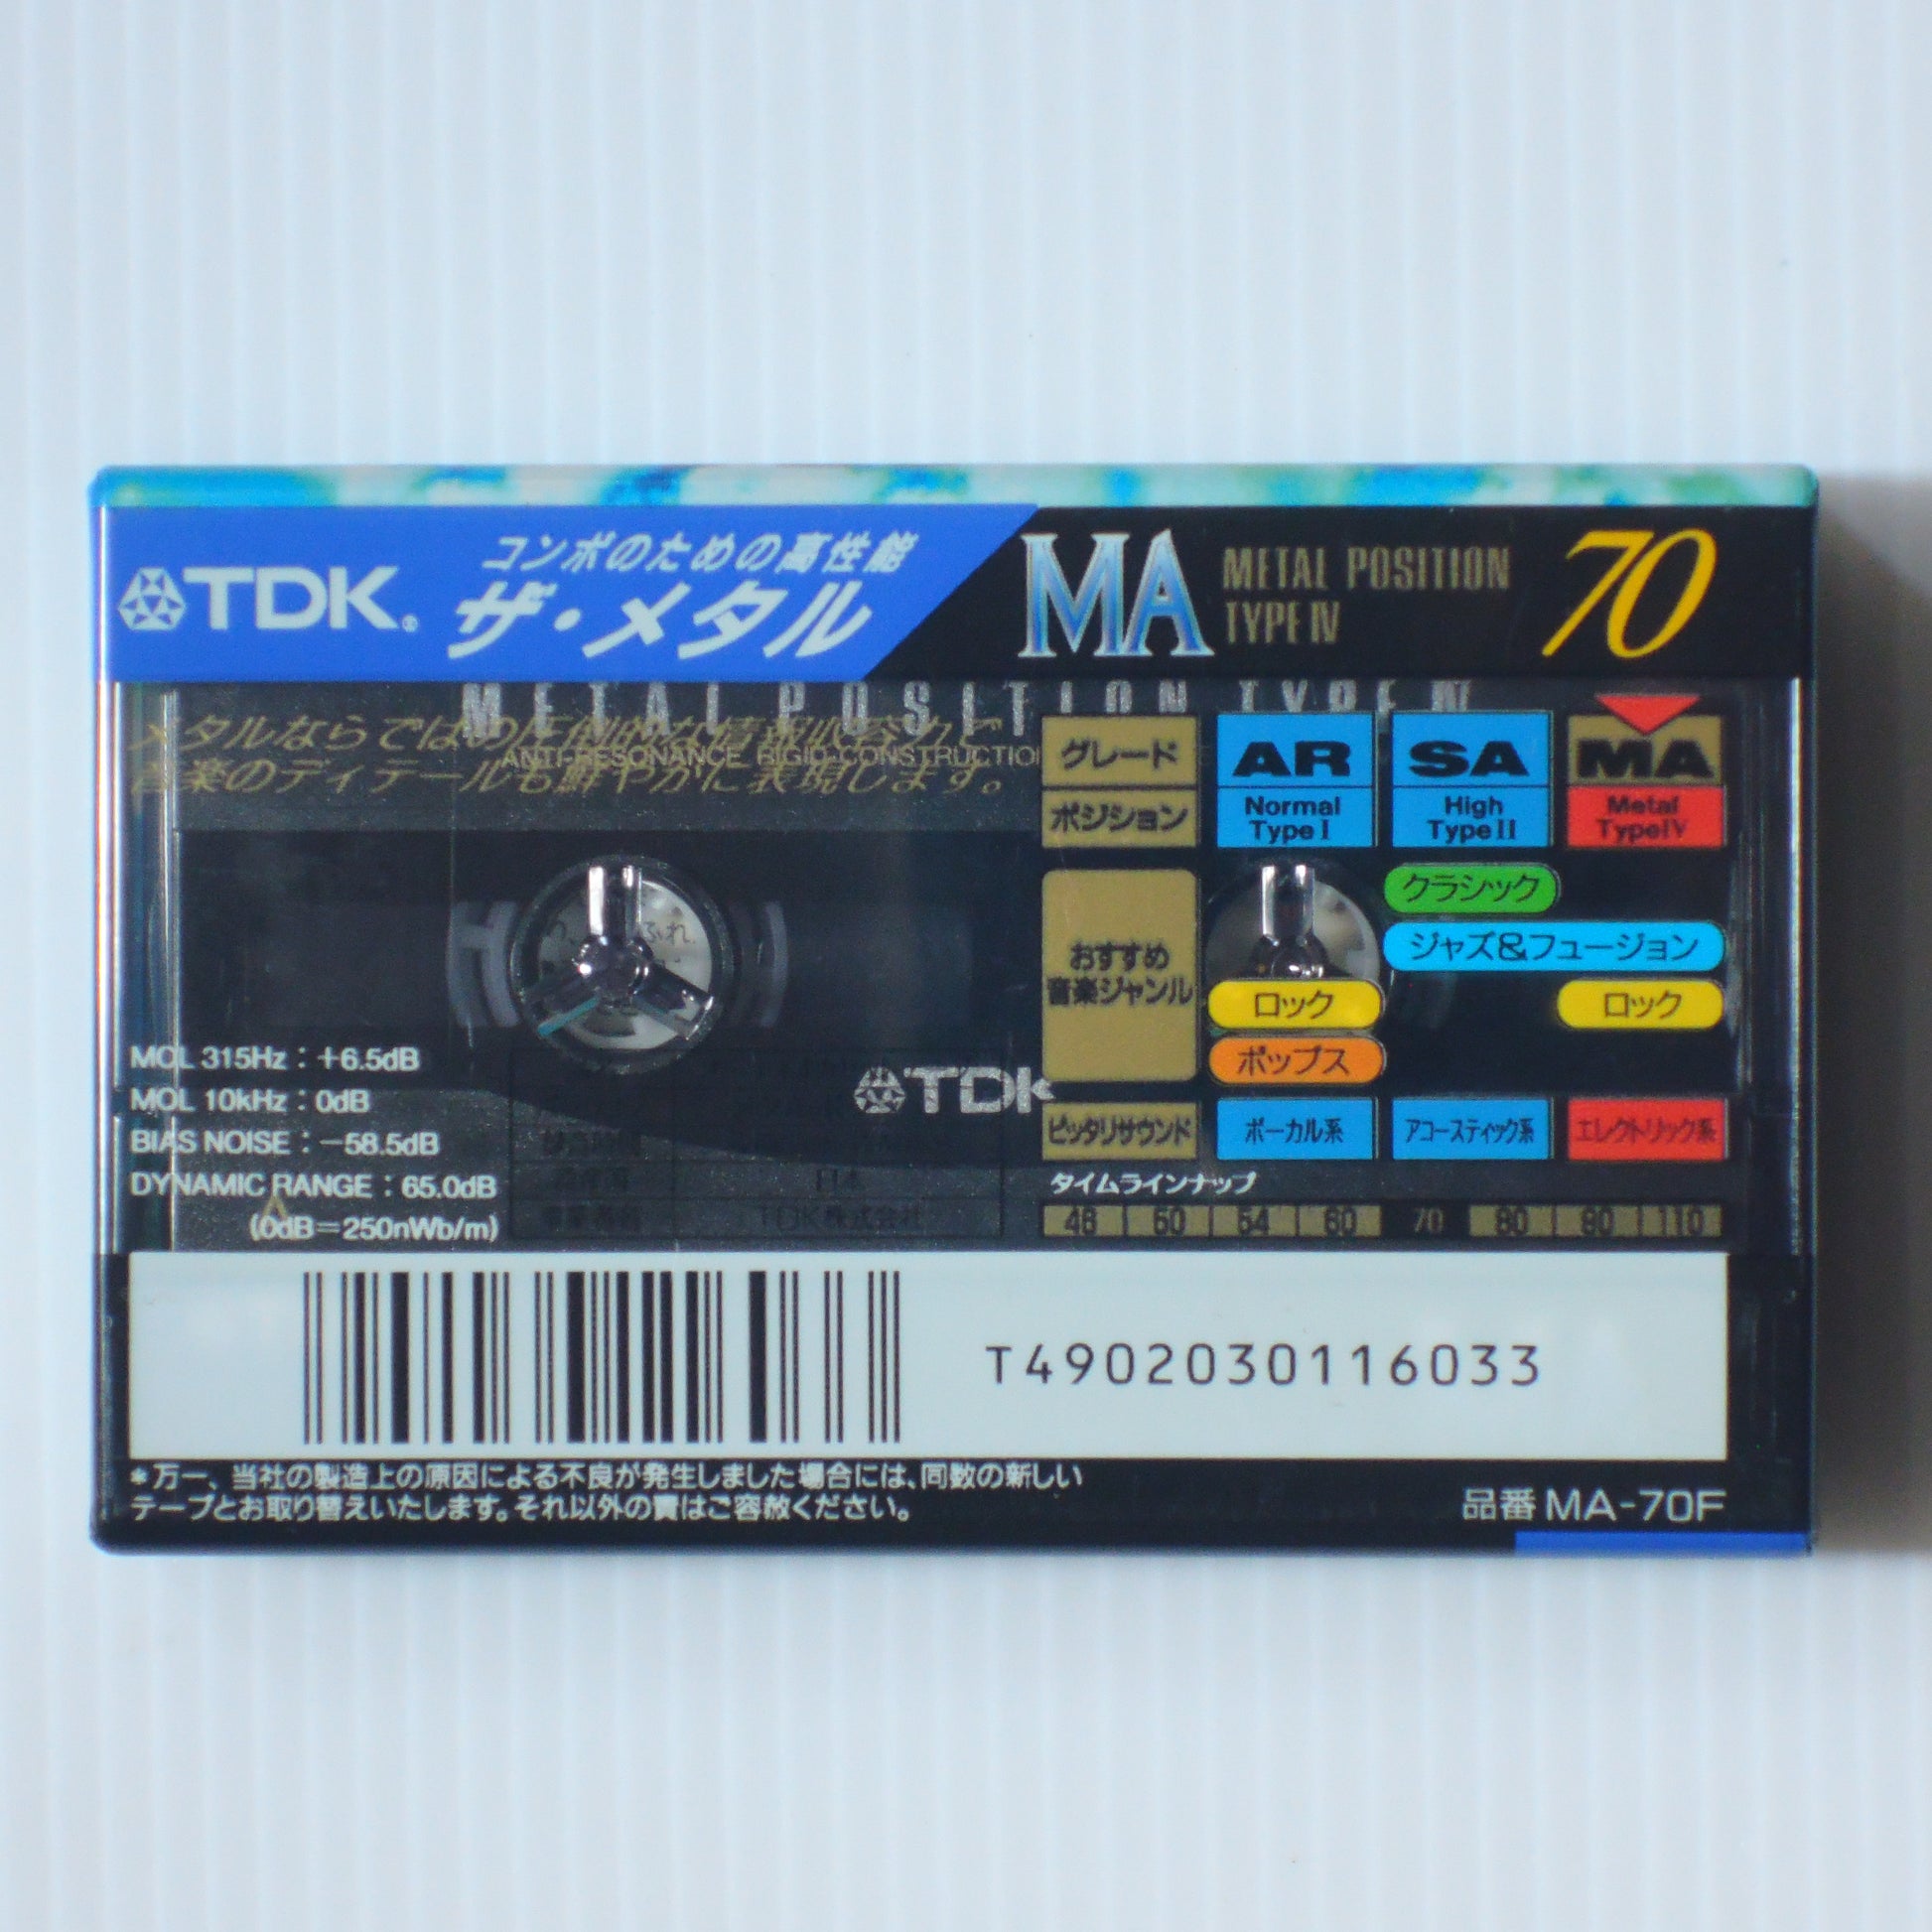 TDK®
コンポのための高性能
ザ・メタル
MA
METAL POSITION
TYPE IV
70
METAL POSITION TYPE IV
メタルならではの圧倒的な情報収容力で
ANTI-RESONANCE RIGID CONSTRUCTION
音楽のディテールも鮮やかに表現します。
グレード AR SA MA
ポジション Normal Type I High Type II Metal Type IV
おすすめ
音楽ジャンル
クラシック
ジャズ&フュージョン
ロック ロック
ポップス
ピッタリサウンド ボーカル系 アコースティック系 エレクトリック系
タイムラインナップ
46 50 54 60 70 80 90 110
MOL 315Hz：+6.5dB
MOL 10kHz：0dB
BIAS NOISE：−58.5dB
DYNAMIC RANGE：65.0dB
(0dB=250nWb/m)
TDK
日本
TDK株式会社
T4902030116033
*万一、当社の製造上の原因による不良が発生しました場合には、同数の新しい
テープとお取り替えいたします。それ以外の責はご容赦ください。
品番 MA-70F